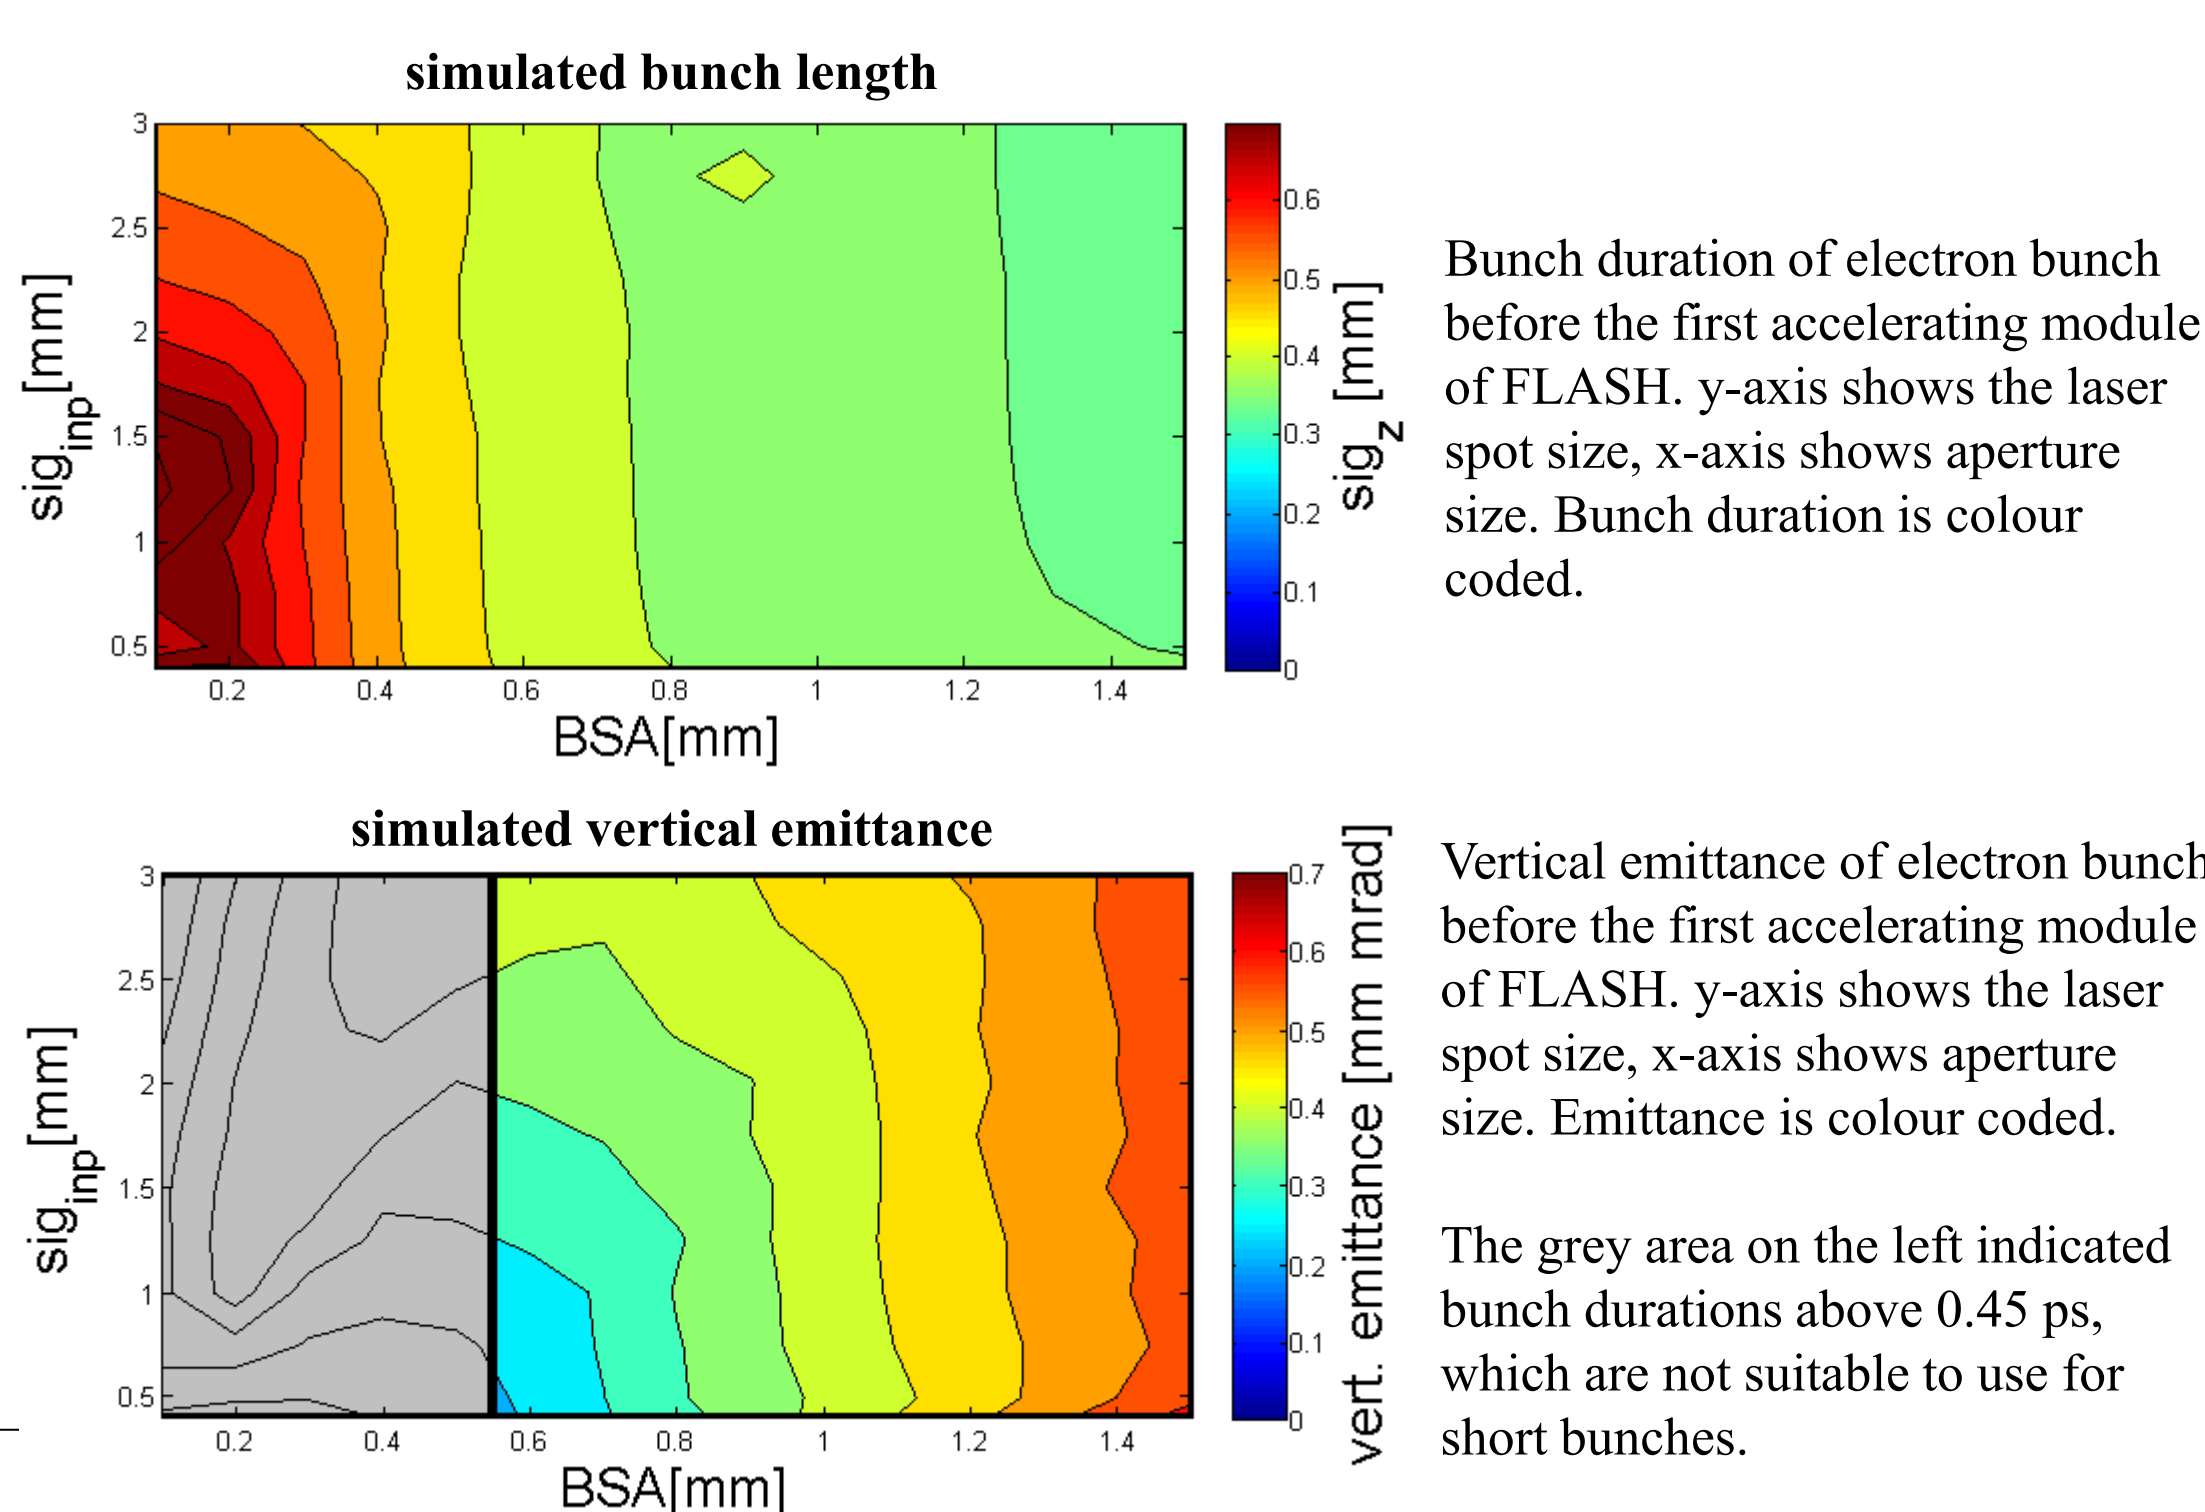 simulated bunch length
3
2.5
2
1.5
1
0.5
sig_inp[mm]
0.2 0.4 0.6 0.8 1 1.2 1.4
BSA[mm]
0.6
0.5
0.4
0.3
0.2
0.1
0
sig_z [mm]
Bunch duration of electron bunch
before the first accelerating module
of FLASH. y-axis shows the laser
spot size, x-axis shows aperture
size. Bunch duration is colour
coded.
simulated vertical emittance
3
2.5
2
1.5
1
0.5
sig_inp[mm]
0.2 0.4 0.6 0.8 1 1.2 1.4
BSA[mm]
0.7
0.6
0.5
0.4
0.3
0.2
0.1
0
vert. emittance [mm mrad]
Vertical emittance of electron bunch
before the first accelerating module
of FLASH. y-axis shows the laser
spot size, x-axis shows aperture
size. Emittance is colour coded.
The grey area on the left indicated
bunch durations above 0.45 ps,
which are not suitable to use for
short bunches.